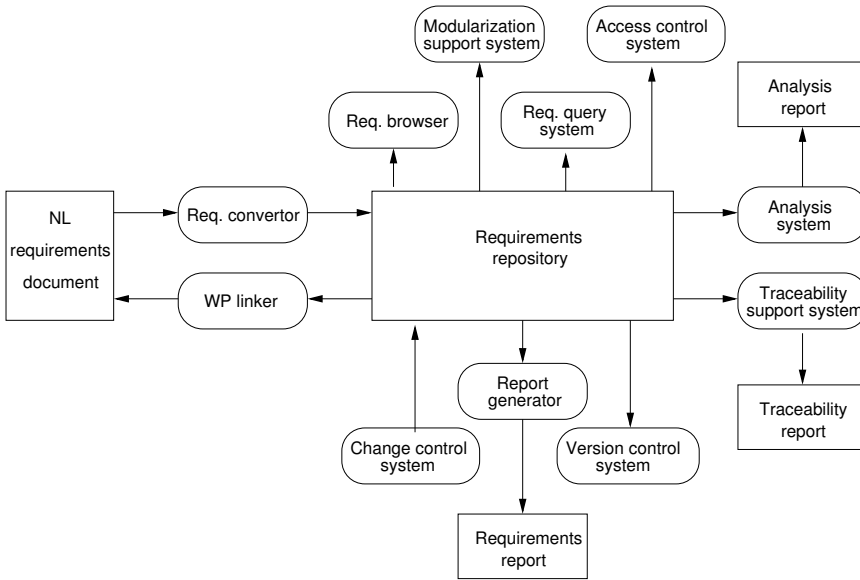 Modularization
support system
Access control
system
Analysis
report
Req. browser
Req. query
system
NL
requirements
document
Req. convertor
Requirements
repository
Analysis
system
WP linker
Traceability
support system
Report
generator
Traceability
report
Change control
system
Version control
system
Requirements
report